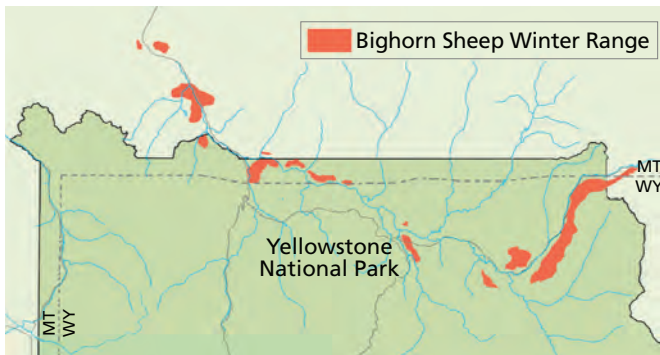 Bighorn Sheep Winter Range
MT
WY
Yellowstone
National Park
MT
WY